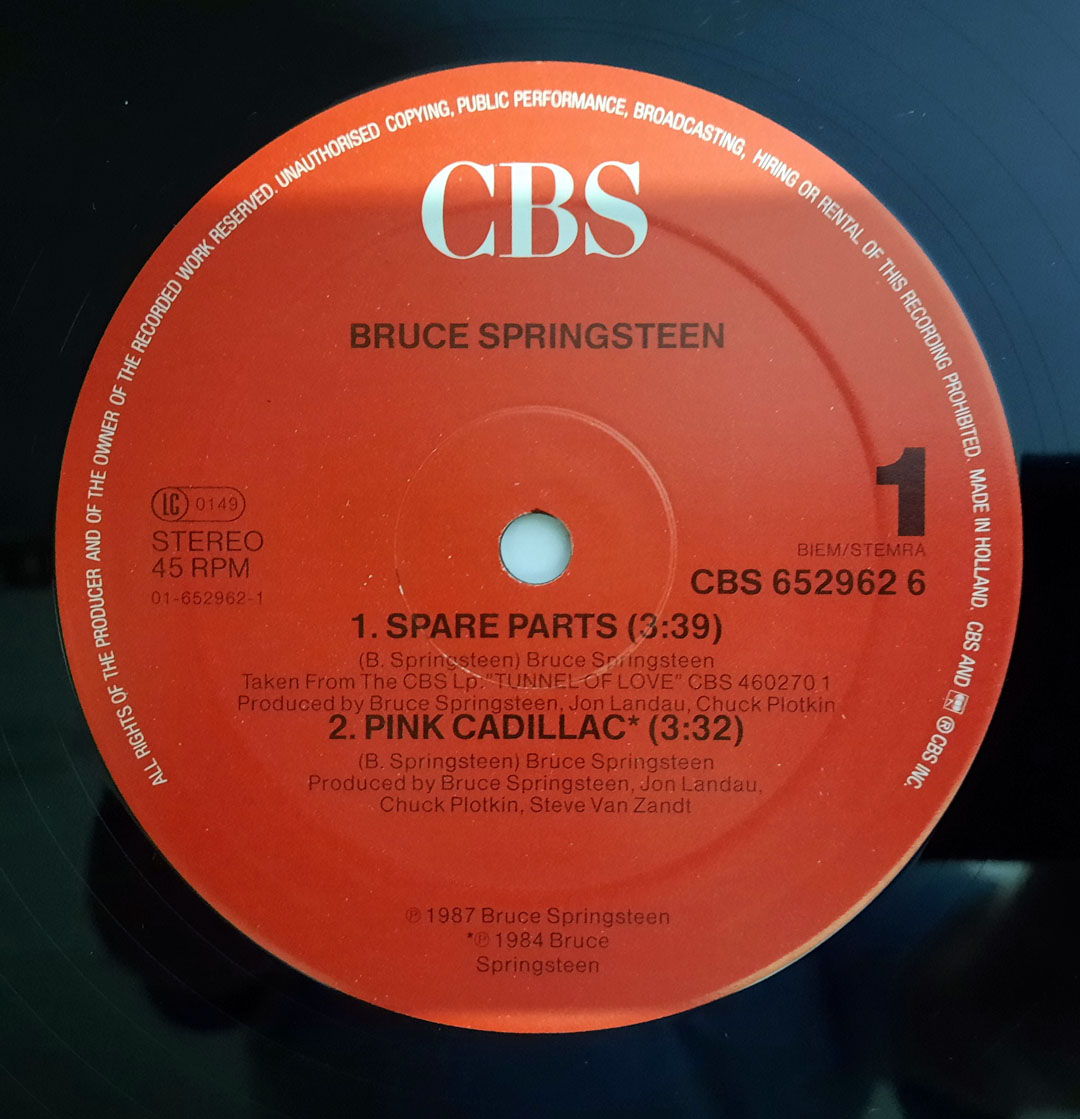 ALL RIGHTS OF THE PRODUCER AND OF THE OWNER OF THE RECORDED WORK RESERVED. UNAUTHORISED COPYING, PUBLIC PERFORMANCE, BROADCASTING, HIRING OR RENTAL OF THIS RECORDING PROHIBITED. MADE IN HOLLAND. CBS AND ® CBS INC.
CBS
BRUCE SPRINGSTEEN
1
LC 0149
STEREO
45 RPM
01-652962-1
BIEM/STEMRA
CBS 652962 6
1. SPARE PARTS (3:39)
(B. Springsteen) Bruce Springsteen
Taken From The CBS Lp. "TUNNEL OF LOVE" CBS 460270 1
Produced by Bruce Springsteen, Jon Landau, Chuck Plotkin
2. PINK CADILLAC* (3:32)
(B. Springsteen) Bruce Springsteen
Produced by Bruce Springsteen, Jon Landau,
Chuck Plotkin, Steve Van Zandt
℗ 1987 Bruce Springsteen
*℗ 1984 Bruce
Springsteen